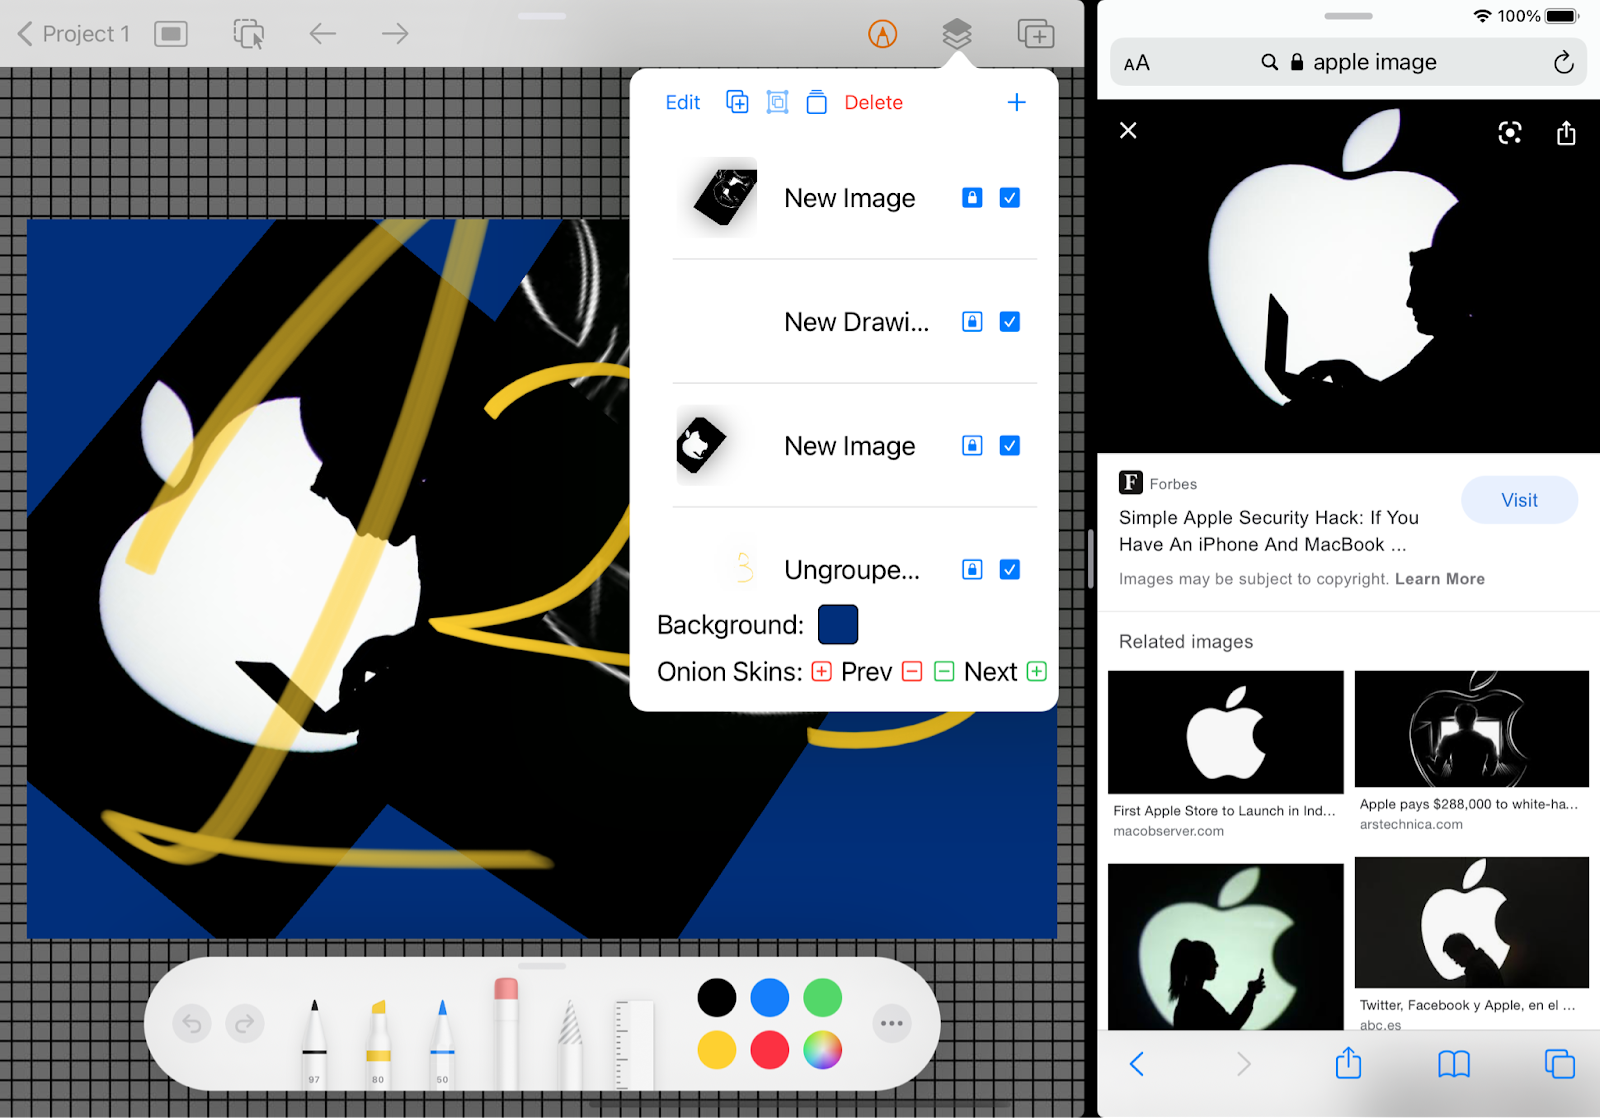 Project 1
Edit
Delete
New Image
New Drawi...
New Image
Ungroupe...
Background:
Onion Skins: Prev Next
97
80
50
100%
AA
apple image
F Forbes
Simple Apple Security Hack: If You
Have An iPhone And MacBook ...
Visit
Images may be subject to copyright. Learn More
Related images
First Apple Store to Launch in Ind...
macobserver.com
Apple pays $288,000 to white-ha...
arstechnica.com
Twitter, Facebook y Apple, en el ...
abc.es